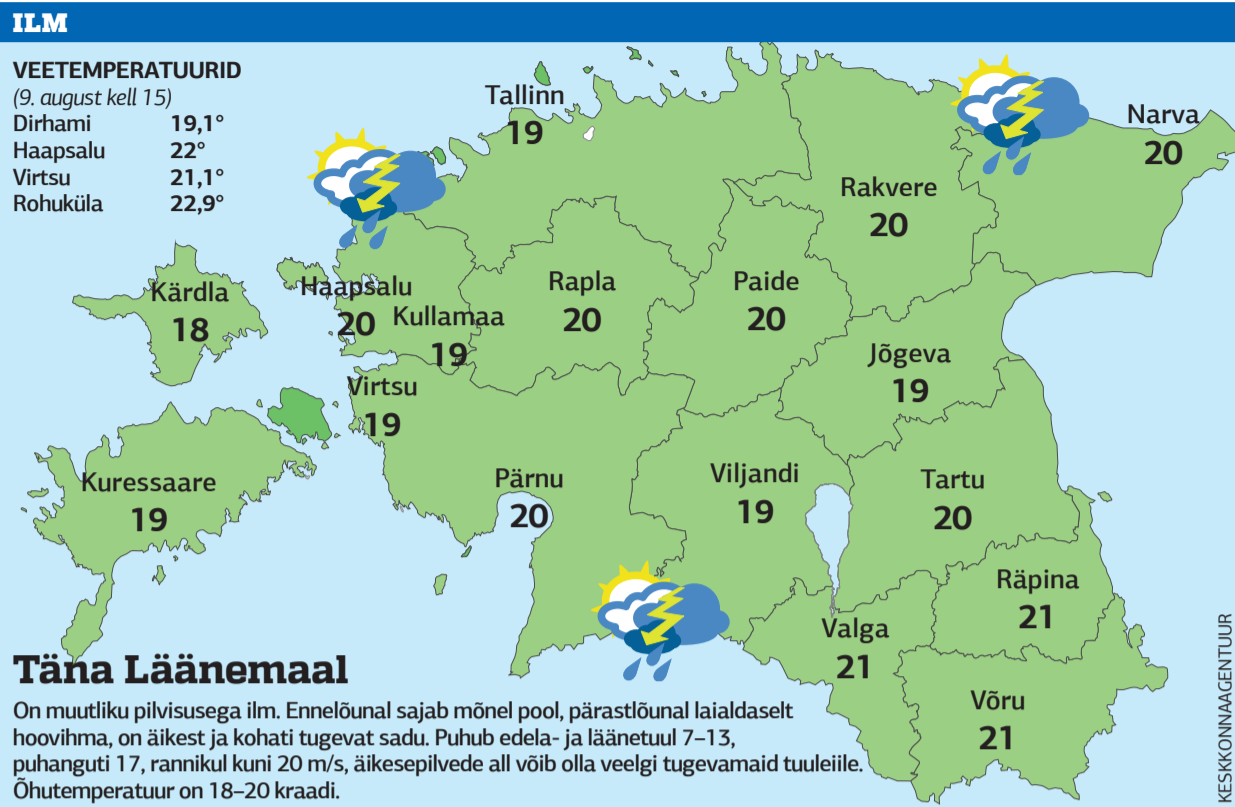 ILM
VEETEMPERATUURID
(9. august kell 15)
Dirhami 19,1°
Haapsalu 22°
Virtsu 21,1°
Rohuküla 22,9°
Tallinn
19
Narva
20
Rakvere
20
Kärdla
18
Haapsalu
20
Kullamaa
19
Rapla
20
Paide
20
Jõgeva
19
Virtsu
19
Kuressaare
19
Pärnu
20
Viljandi
19
Tartu
20
Räpina
21
Valga
21
Võru
21
Täna Läänemaal
On muutliku pilvisusega ilm. Ennelõunal sajab mõnel pool, pärastlõunal laialdaselt
hoovihma, on äikest ja kohati tugevat sadu. Puhub edela- ja läänetuul 7–13,
puhanguti 17, rannikul kuni 20 m/s, äikesepilvede all võib olla veelgi tugevamaid tuuleiile.
Õhutemperatuur on 18–20 kraadi.
KESKKONNAAGENTUUR